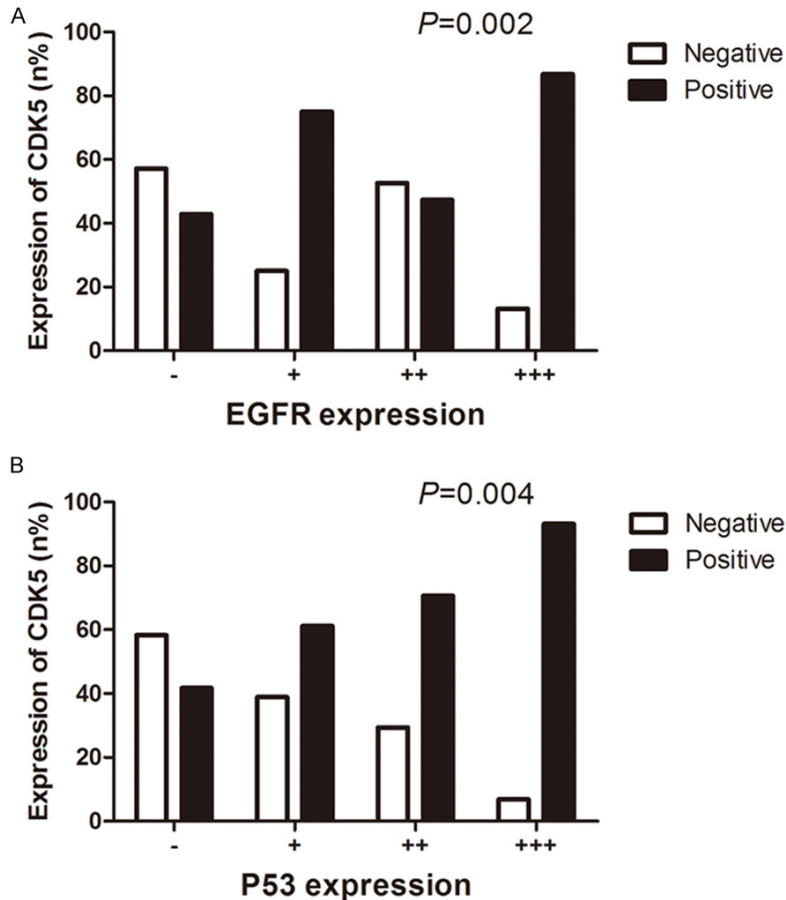 A
P=0.002
Negative
Positive
Expression of CDK5 (n%)
100
80
60
40
20
0
- + ++ +++
EGFR expression
B
P=0.004
Negative
Positive
Expression of CDK5 (n%)
100
80
60
40
20
0
- + ++ +++
P53 expression